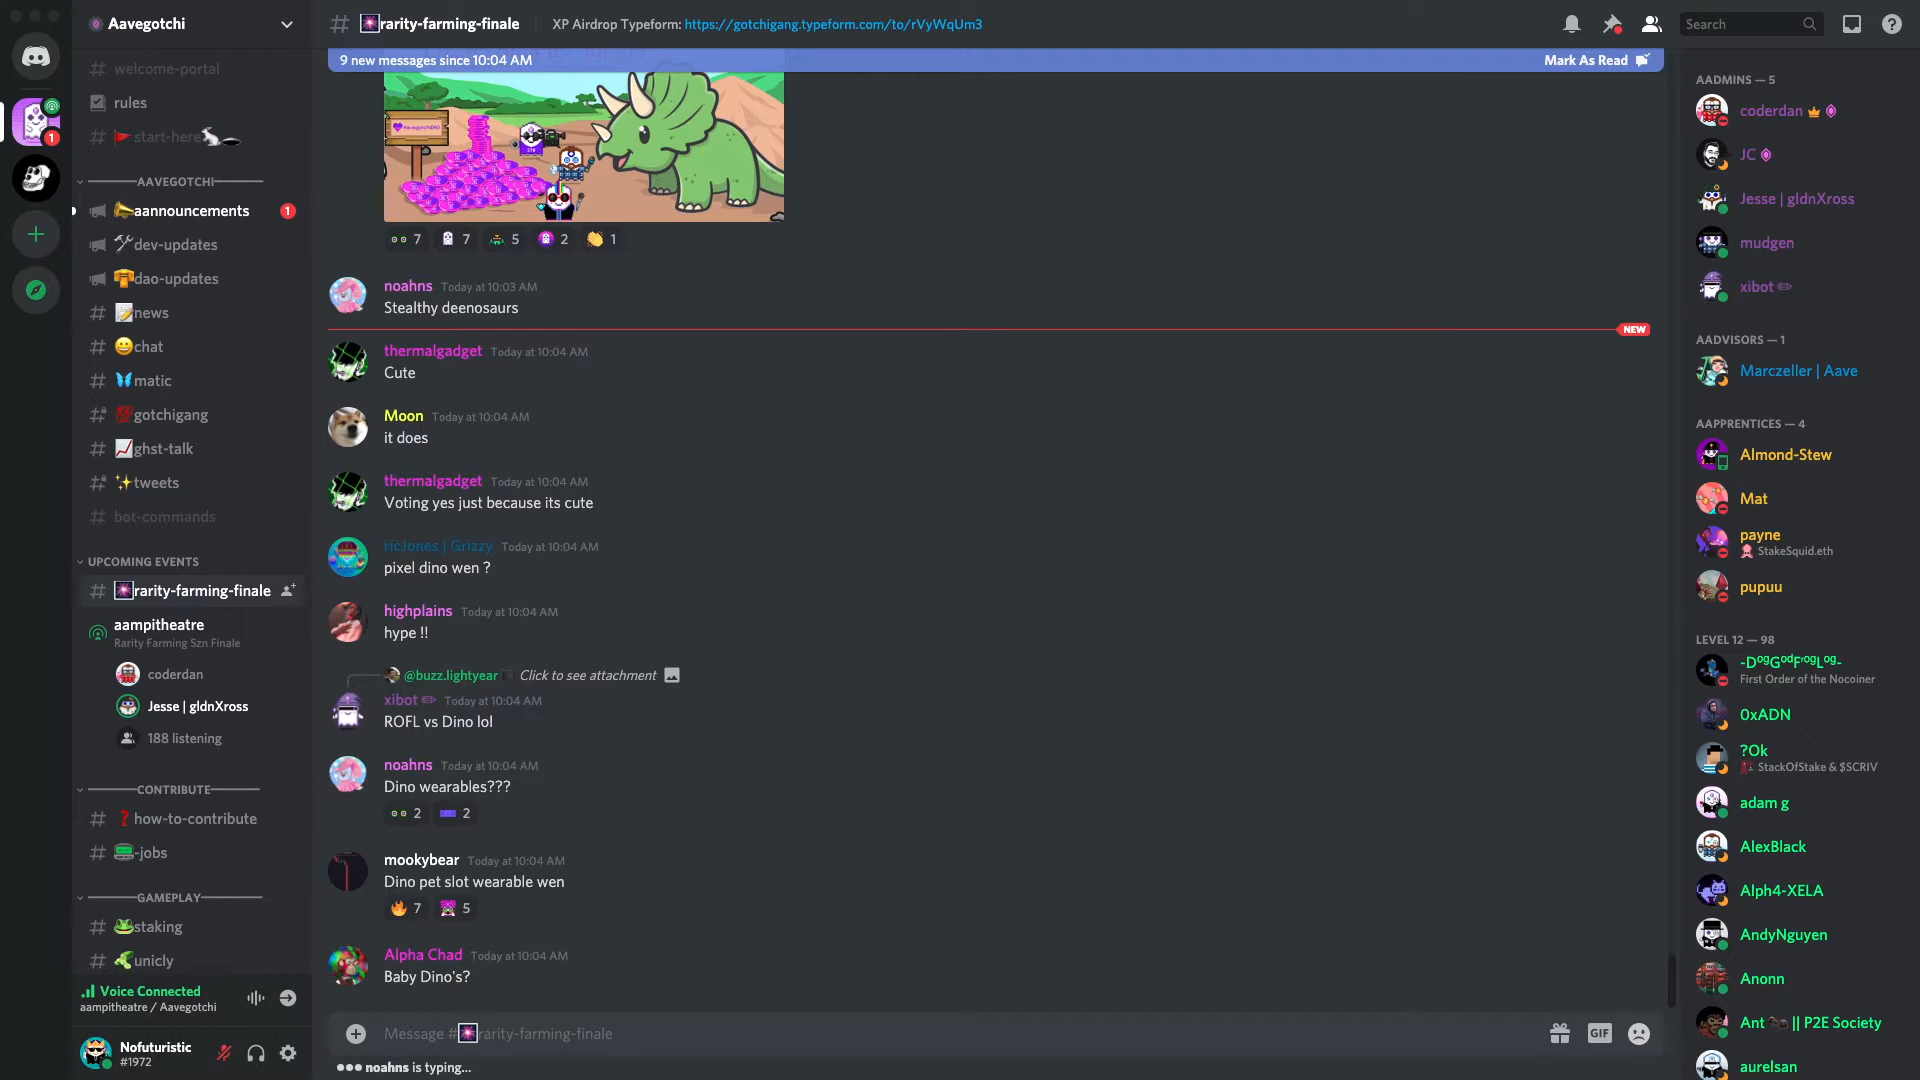 Aavegotchi
welcome-portal
rules
start-here
AAVEGOTCHI
aannouncements
1
dev-updates
dao-updates
news
chat
matic
gotchigang
ghst-talk
tweets
bot-commands
UPCOMING EVENTS
rarity-farming-finale
aampitheatre
Rarity Farming Szn Finale
coderdan
Jesse | gldnXross
188 listening
CONTRIBUTE
how-to-contribute
-jobs
GAMEPLAY
staking
unicly
Voice Connected
aampitheatre / Aavegotchi
Nofuturistic
#1972
rarity-farming-finale
XP Airdrop Typeform: https://gotchigang.typeform.com/to/rVyWqUm3
Search
9 new messages since 10:04 AM
Mark As Read
7 7 5 2 1
noahns Today at 10:03 AM
Stealthy deenosaurs
NEW
thermalgadget Today at 10:04 AM
Cute
Moon Today at 10:04 AM
it does
thermalgadget Today at 10:04 AM
Voting yes just because its cute
ricJones | Grizzy Today at 10:04 AM
pixel dino wen ?
highplains Today at 10:04 AM
hype !!
@buzz.lightyear Click to see attachment
xibot Today at 10:04 AM
ROFL vs Dino lol
noahns Today at 10:04 AM
Dino wearables???
2 2
mookybear Today at 10:04 AM
Dino pet slot wearable wen
7 5
Alpha Chad Today at 10:04 AM
Baby Dino's?
Message #rarity-farming-finale
GIF
noahns is typing...
AADMINS — 5
coderdan
JC
Jesse | gldnXross
mudgen
xibot
AADVISORS — 1
Marczeller | Aave
AAPPRENTICES — 4
Almond-Stew
Mat
payne
StakeSquid.eth
pupuu
LEVEL 12 — 98
First Order of the Nocoiner
0xADN
?Ok
StackOfStake & $SCRIV
adam g
AlexBlack
Alph4-XELA
AndyNguyen
Anonn
Ant || P2E Society
aurelsan